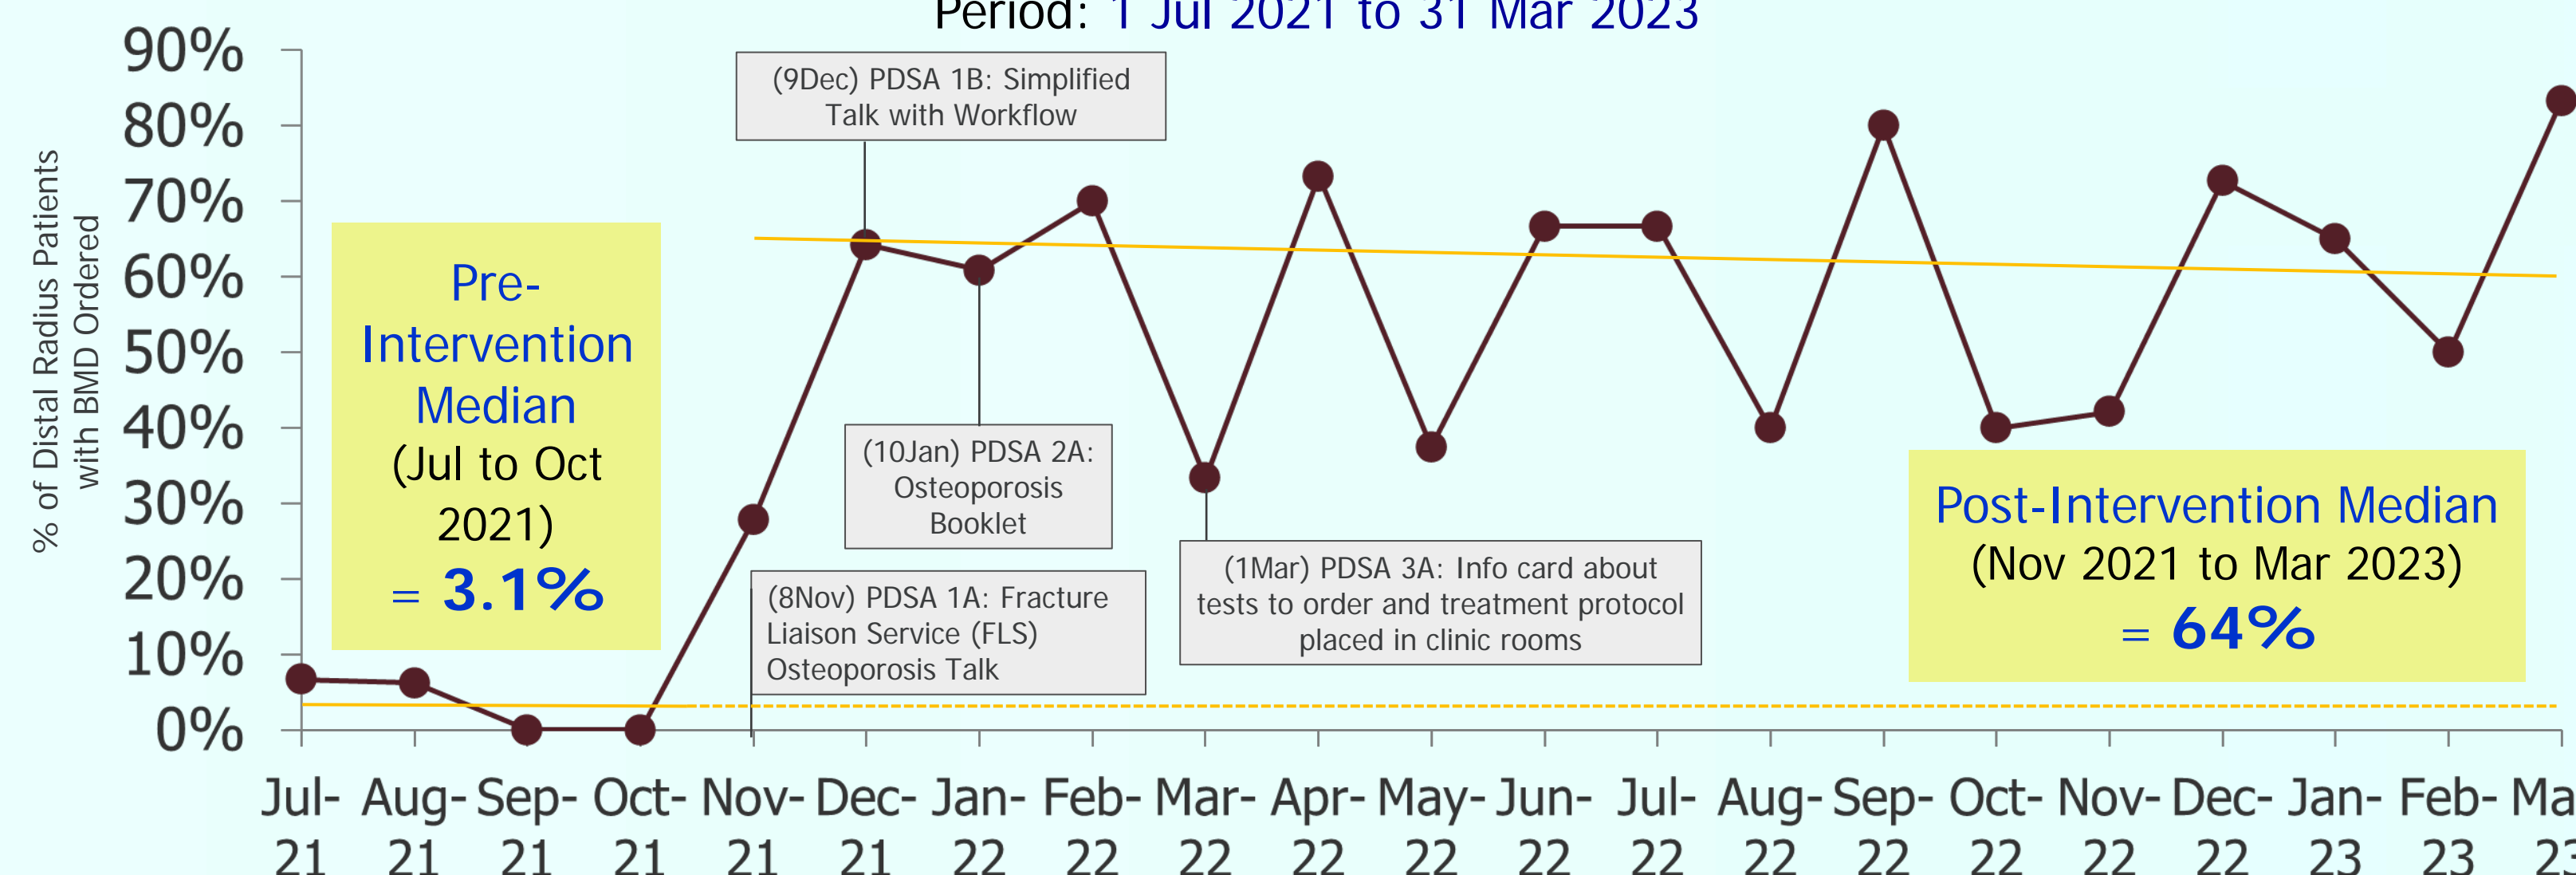 Period: 1 Jul 2021 to 31 Mar 2023
% of Distal Radius Patients
with BMD Ordered
90%
80%
70%
60%
50%
40%
30%
20%
10%
0%
(9Dec) PDSA 1B: Simplified
Talk with Workflow
Pre-
Intervention
Median
(Jul to Oct
2021)
= 3.1%
(10Jan) PDSA 2A:
Osteoporosis
Booklet
(8Nov) PDSA 1A: Fracture
Liaison Service (FLS)
Osteoporosis Talk
(1Mar) PDSA 3A: Info card about
tests to order and treatment protocol
placed in clinic rooms
Post-Intervention Median
(Nov 2021 to Mar 2023)
= 64%
Jul- Aug- Sep- Oct- Nov- Dec- Jan- Feb- Mar- Apr- May- Jun- Jul- Aug- Sep- Oct- Nov- Dec- Jan- Feb- Ma
21 21 21 21 21 21 22 22 22 22 22 22 22 22 22 22 22 22 23 23 23